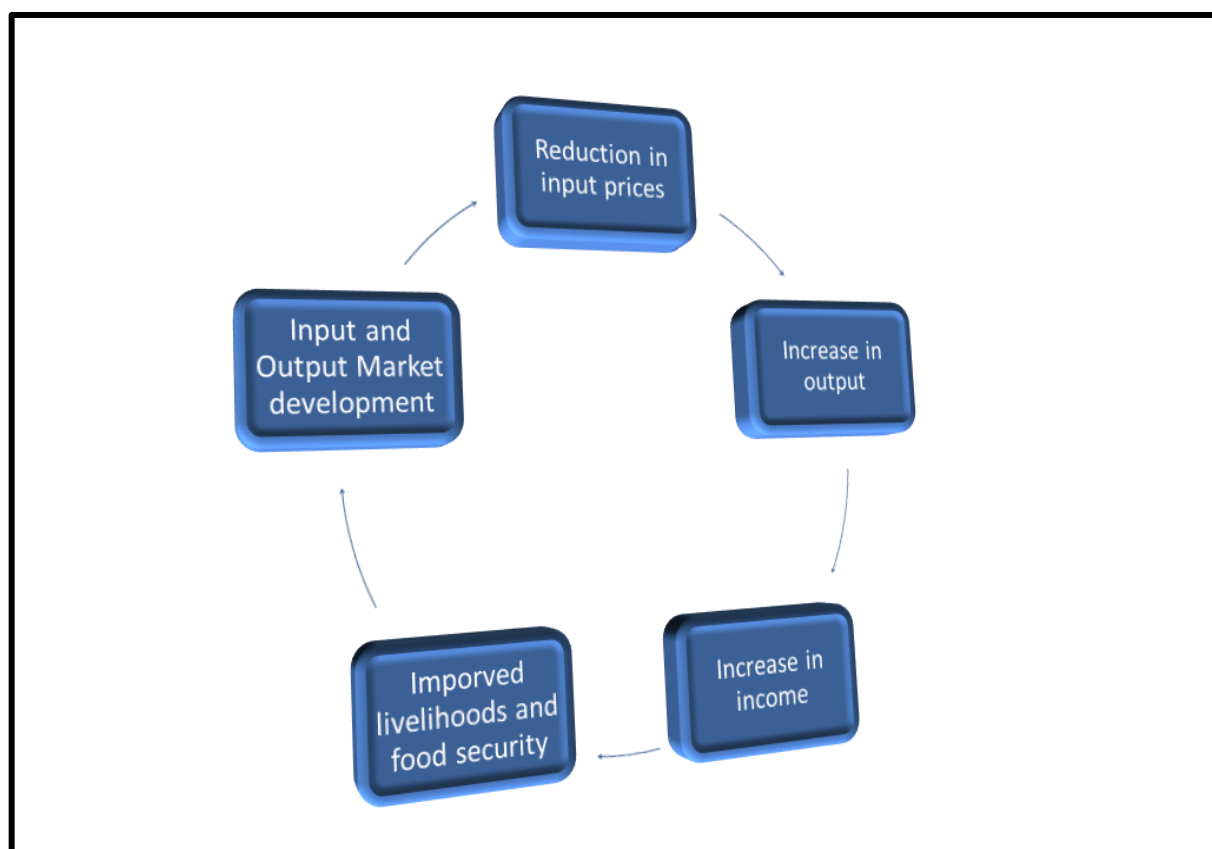 Reduction in
input prices
Increase in
output
Increase in
income
Imporved
livelihoods and
food security
Input and
Output Market
development